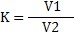 K = V1
V2